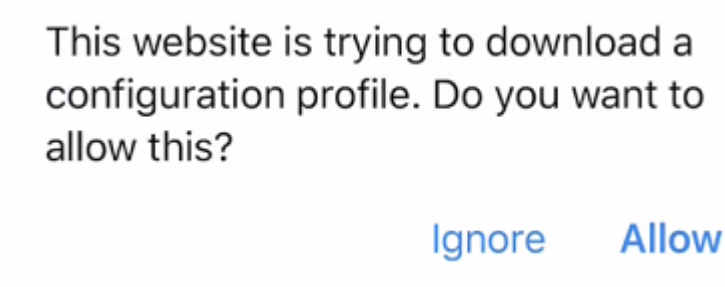 This website is trying to download a
configuration profile. Do you want to
allow this?
Ignore Allow